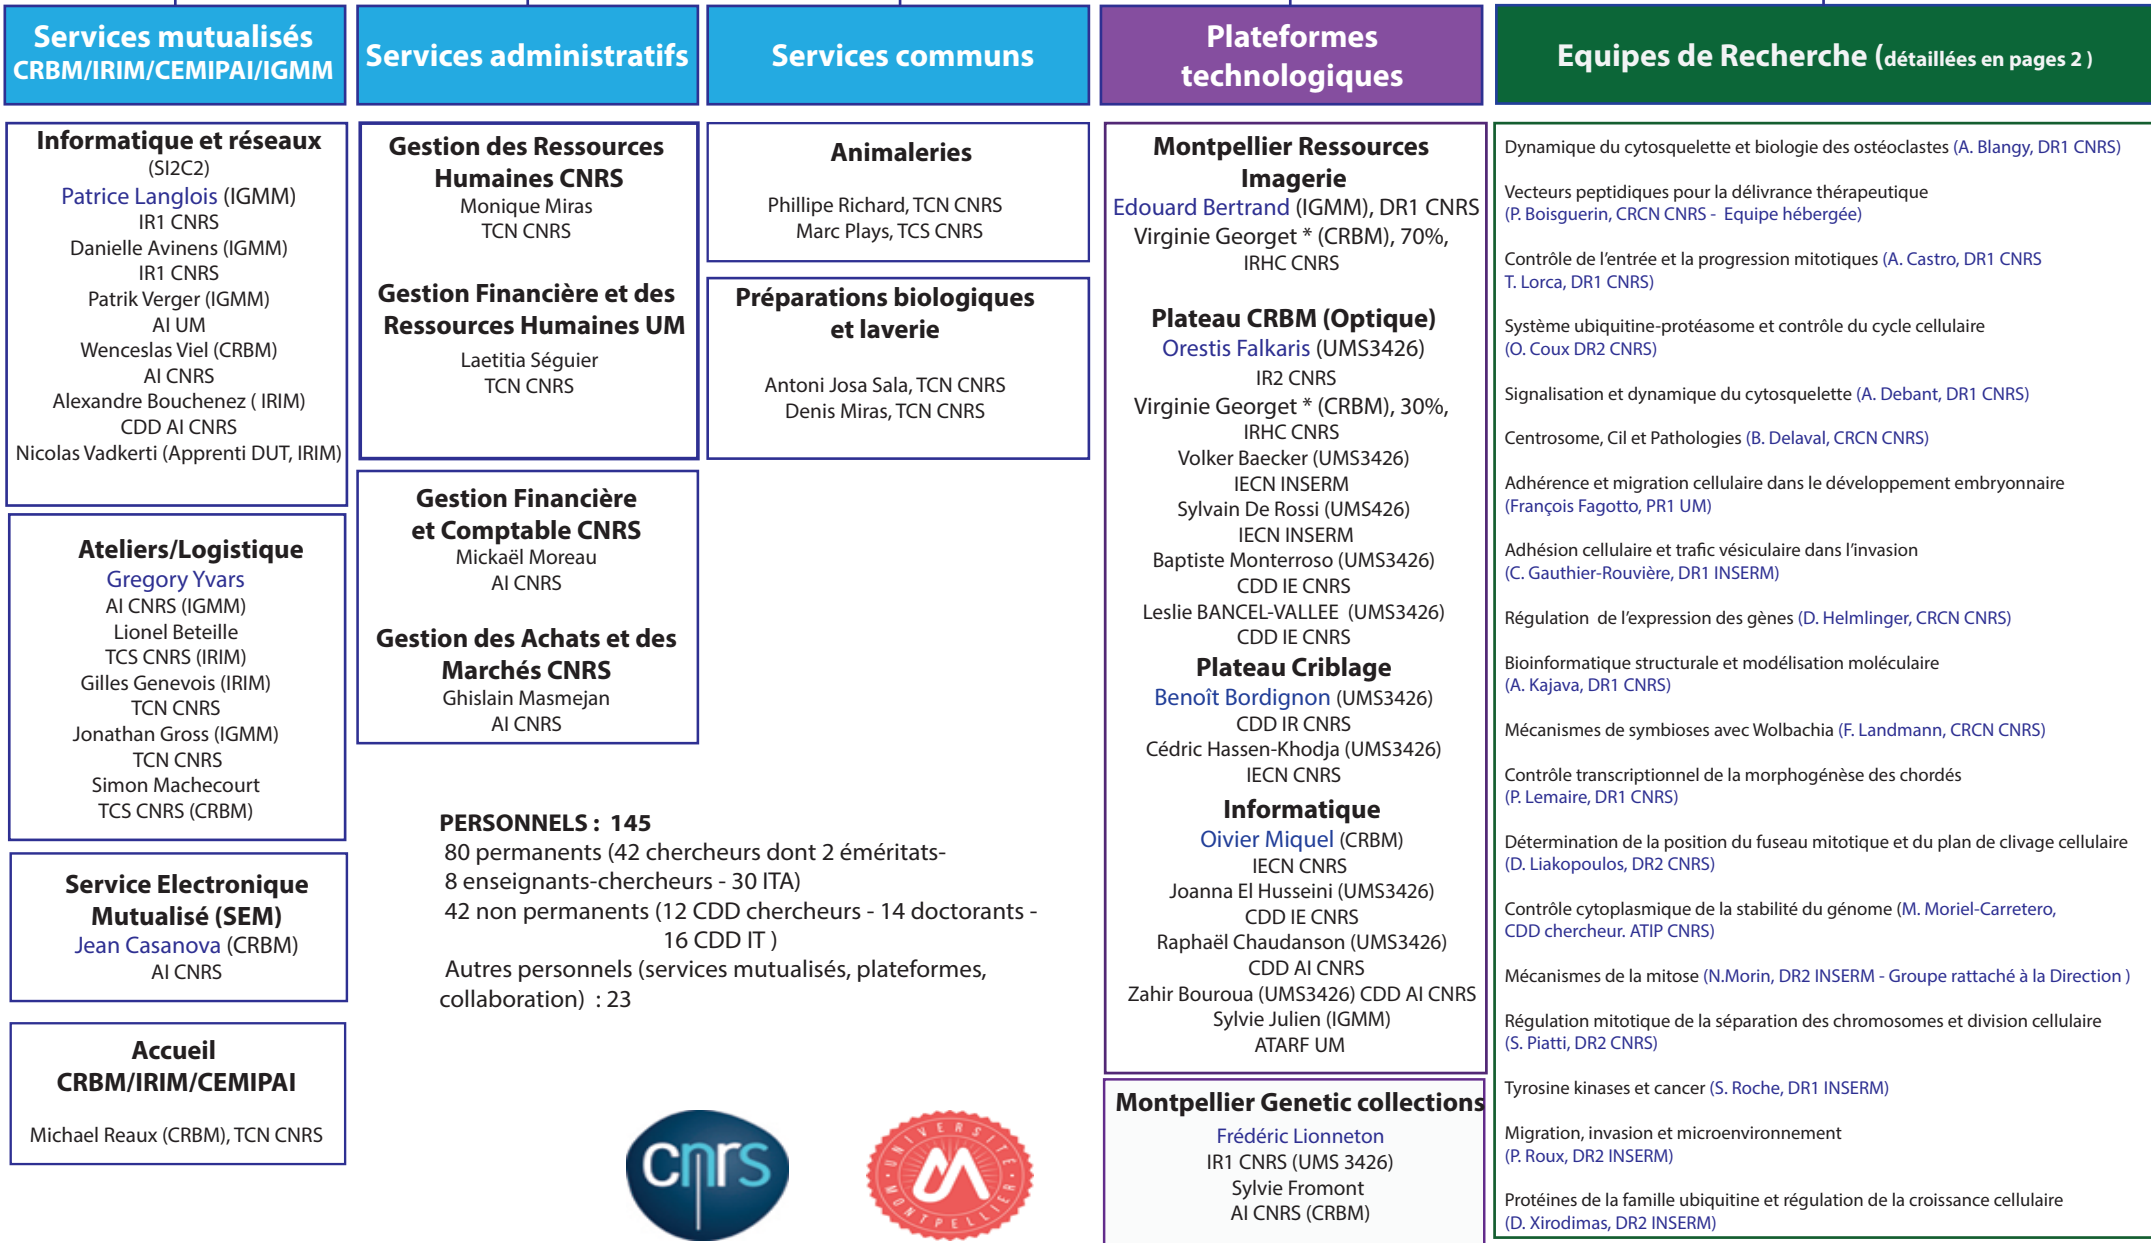 Services mutualisés
CRBM/IRIM/CEMIPAI/IGMM
Informatique et réseaux
(SI2C2)
Patrice Langlois (IGMM)
IR1 CNRS
Danielle Avinens (IGMM)
IR1 CNRS
Patrik Verger (IGMM)
AI UM
Wenceslas Viel (CRBM)
AI CNRS
Alexandre Bouchenez ( IRIM)
CDD AI CNRS
Nicolas Vadkerti (Apprenti DUT, IRIM)
Ateliers/Logistique
Gregory Yvars
AI CNRS (IGMM)
Lionel Beteille
TCS CNRS (IRIM)
Gilles Genevois (IRIM)
TCN CNRS
Jonathan Gross (IGMM)
TCN CNRS
Simon Machecourt
TCS CNRS (CRBM)
Service Electronique
Mutualisé (SEM)
Jean Casanova (CRBM)
AI CNRS
Accueil
CRBM/IRIM/CEMIPAI
Michael Reaux (CRBM), TCN CNRS
Services administratifs
Gestion des Ressources
Humaines CNRS
Monique Miras
TCN CNRS
Gestion Financière et des
Ressources Humaines UM
Laetitia Séguier
TCN CNRS
Gestion Financière
et Comptable CNRS
Mickaël Moreau
AI CNRS
Gestion des Achats et des
Marchés CNRS
Ghislain Masmejan
AI CNRS
Services communs
Animaleries
Phillipe Richard, TCN CNRS
Marc Plays, TCS CNRS
Préparations biologiques
et laverie
Antoni Josa Sala, TCN CNRS
Denis Miras, TCN CNRS
PERSONNELS : 145
80 permanents (42 chercheurs dont 2 éméritats-
8 enseignants-chercheurs - 30 ITA)
42 non permanents (12 CDD chercheurs - 14 doctorants -
16 CDD IT )
Autres personnels (services mutualisés, plateformes,
collaboration) : 23
cnrs
UNIVERSITÉ
MONTPELLIER
Plateformes
technologiques
Montpellier Ressources
Imagerie
Edouard Bertrand (IGMM), DR1 CNRS
Virginie Georget * (CRBM), 70%,
IRHC CNRS
Plateau CRBM (Optique)
Orestis Falkaris (UMS3426)
IR2 CNRS
Virginie Georget * (CRBM), 30%,
IRHC CNRS
Volker Baecker (UMS3426)
IECN INSERM
Sylvain De Rossi (UMS426)
IECN INSERM
Baptiste Monterroso (UMS3426)
CDD IE CNRS
Leslie BANCEL-VALLEE (UMS3426)
CDD IE CNRS
Plateau Criblage
Benoît Bordignon (UMS3426)
CDD IR CNRS
Cédric Hassen-Khodja (UMS3426)
IECN CNRS
Informatique
Oivier Miquel (CRBM)
IECN CNRS
Joanna El Husseini (UMS3426)
CDD IE CNRS
Raphaël Chaudanson (UMS3426)
CDD AI CNRS
Zahir Bouroua (UMS3426) CDD AI CNRS
Sylvie Julien (IGMM)
ATARF UM
Montpellier Genetic collections
Frédéric Lionneton
IR1 CNRS (UMS 3426)
Sylvie Fromont
AI CNRS (CRBM)
Equipes de Recherche (détaillées en pages 2 )
Dynamique du cytosquelette et biologie des ostéoclastes (A. Blangy, DR1 CNRS)
Vecteurs peptidiques pour la délivrance thérapeutique
(P. Boisguerin, CRCN CNRS - Equipe hébergée)
Contrôle de l'entrée et la progression mitotiques (A. Castro, DR1 CNRS
T. Lorca, DR1 CNRS)
Système ubiquitine-protéasome et contrôle du cycle cellulaire
(O. Coux DR2 CNRS)
Signalisation et dynamique du cytosquelette (A. Debant, DR1 CNRS)
Centrosome, Cil et Pathologies (B. Delaval, CRCN CNRS)
Adhérence et migration cellulaire dans le développement embryonnaire
(François Fagotto, PR1 UM)
Adhésion cellulaire et trafic vésiculaire dans l'invasion
(C. Gauthier-Rouvière, DR1 INSERM)
Régulation de l'expression des gènes (D. Helmlinger, CRCN CNRS)
Bioinformatique structurale et modélisation moléculaire
(A. Kajava, DR1 CNRS)
Mécanismes de symbioses avec Wolbachia (F. Landmann, CRCN CNRS)
Contrôle transcriptionnel de la morphogénèse des chordés
(P. Lemaire, DR1 CNRS)
Détermination de la position du fuseau mitotique et du plan de clivage cellulaire
(D. Liakopoulos, DR2 CNRS)
Contrôle cytoplasmique de la stabilité du génome (M. Moriel-Carretero,
CDD chercheur. ATIP CNRS)
Mécanismes de la mitose (N.Morin, DR2 INSERM - Groupe rattaché à la Direction )
Régulation mitotique de la séparation des chromosomes et division cellulaire
(S. Piatti, DR2 CNRS)
Tyrosine kinases et cancer (S. Roche, DR1 INSERM)
Migration, invasion et microenvironnement
(P. Roux, DR2 INSERM)
Protéines de la famille ubiquitine et régulation de la croissance cellulaire
(D. Xirodimas, DR2 INSERM)